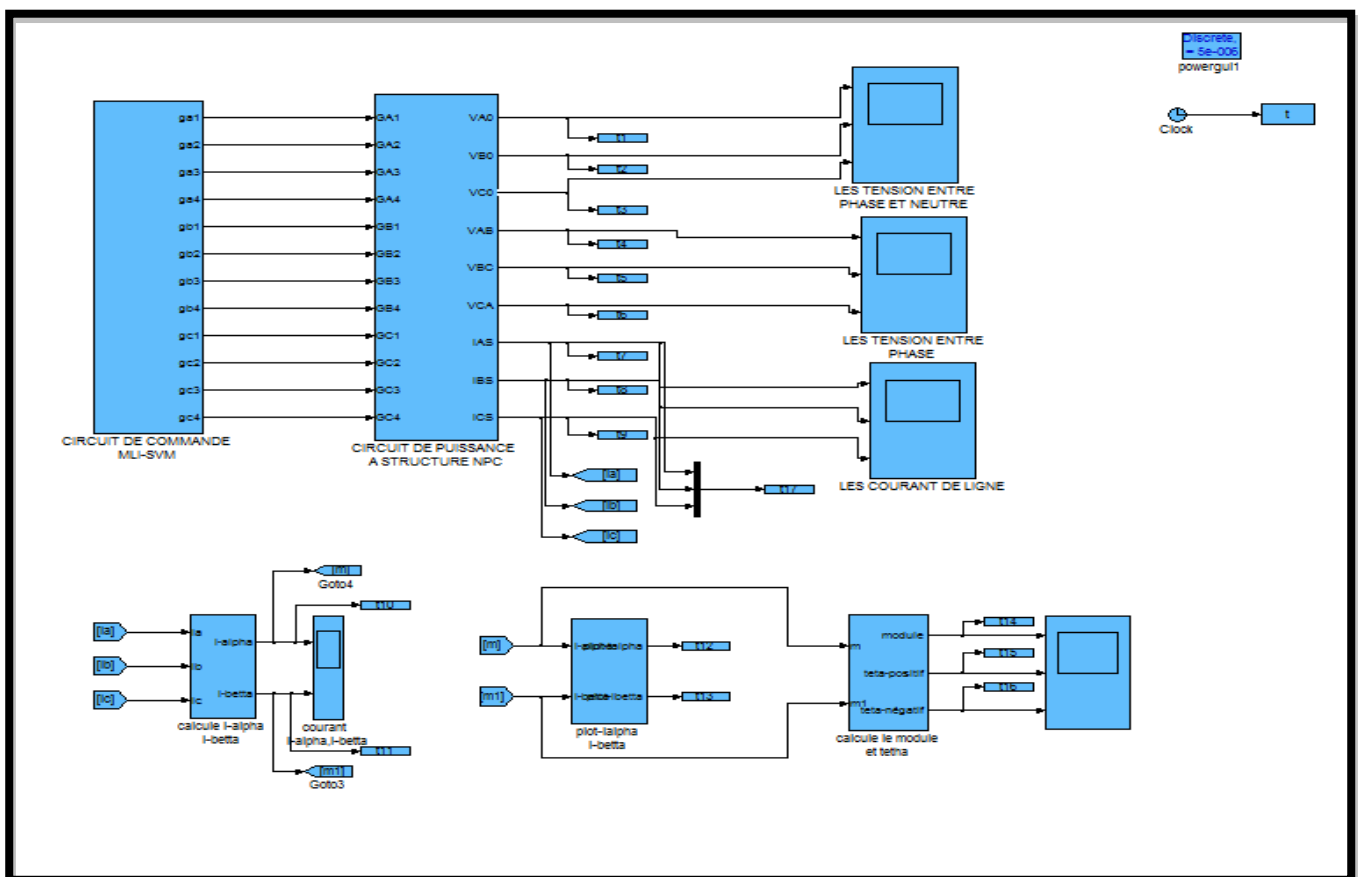 Discrete,
= 5e-006
powergui1
Clock
t
ga1
ga2
ga3
ga4
gb1
gb2
gb3
gb4
gc1
gc2
gc3
gc4
CIRCUIT DE COMMANDE
MLI-SVM
GA1
GA2
GA3
GA4
GB1
GB2
GB3
GB4
GC1
GC2
GC3
GC4
VA0
VB0
VC0
VAB
VBC
VCA
IAS
IBS
ICS
CIRCUIT DE PUISSANCE
A STRUCTURE NPC
t1
t2
t3
t4
t5
t6
t7
t8
t9
[Ia]
[Ib]
[Ic]
t17
LES TENSION ENTRE
PHASE ET NEUTRE
LES TENSION ENTRE
PHASE
LES COURANT DE LIGNE
[m]
Goto4
t10
[Ia]
[Ib]
[Ic]
Ia
Ib
Ic
I-alpha
I-betta
calcule I-alpha
I-betta
courant
I-alpha,I-betta
t11
[m1]
Goto3
[m]
[m1]
t12
t13
plot-Ialpha
I-betta
m
m1
module
teta-positif
teta-négatif
calcule le module
et tetha
t14
t15
t16